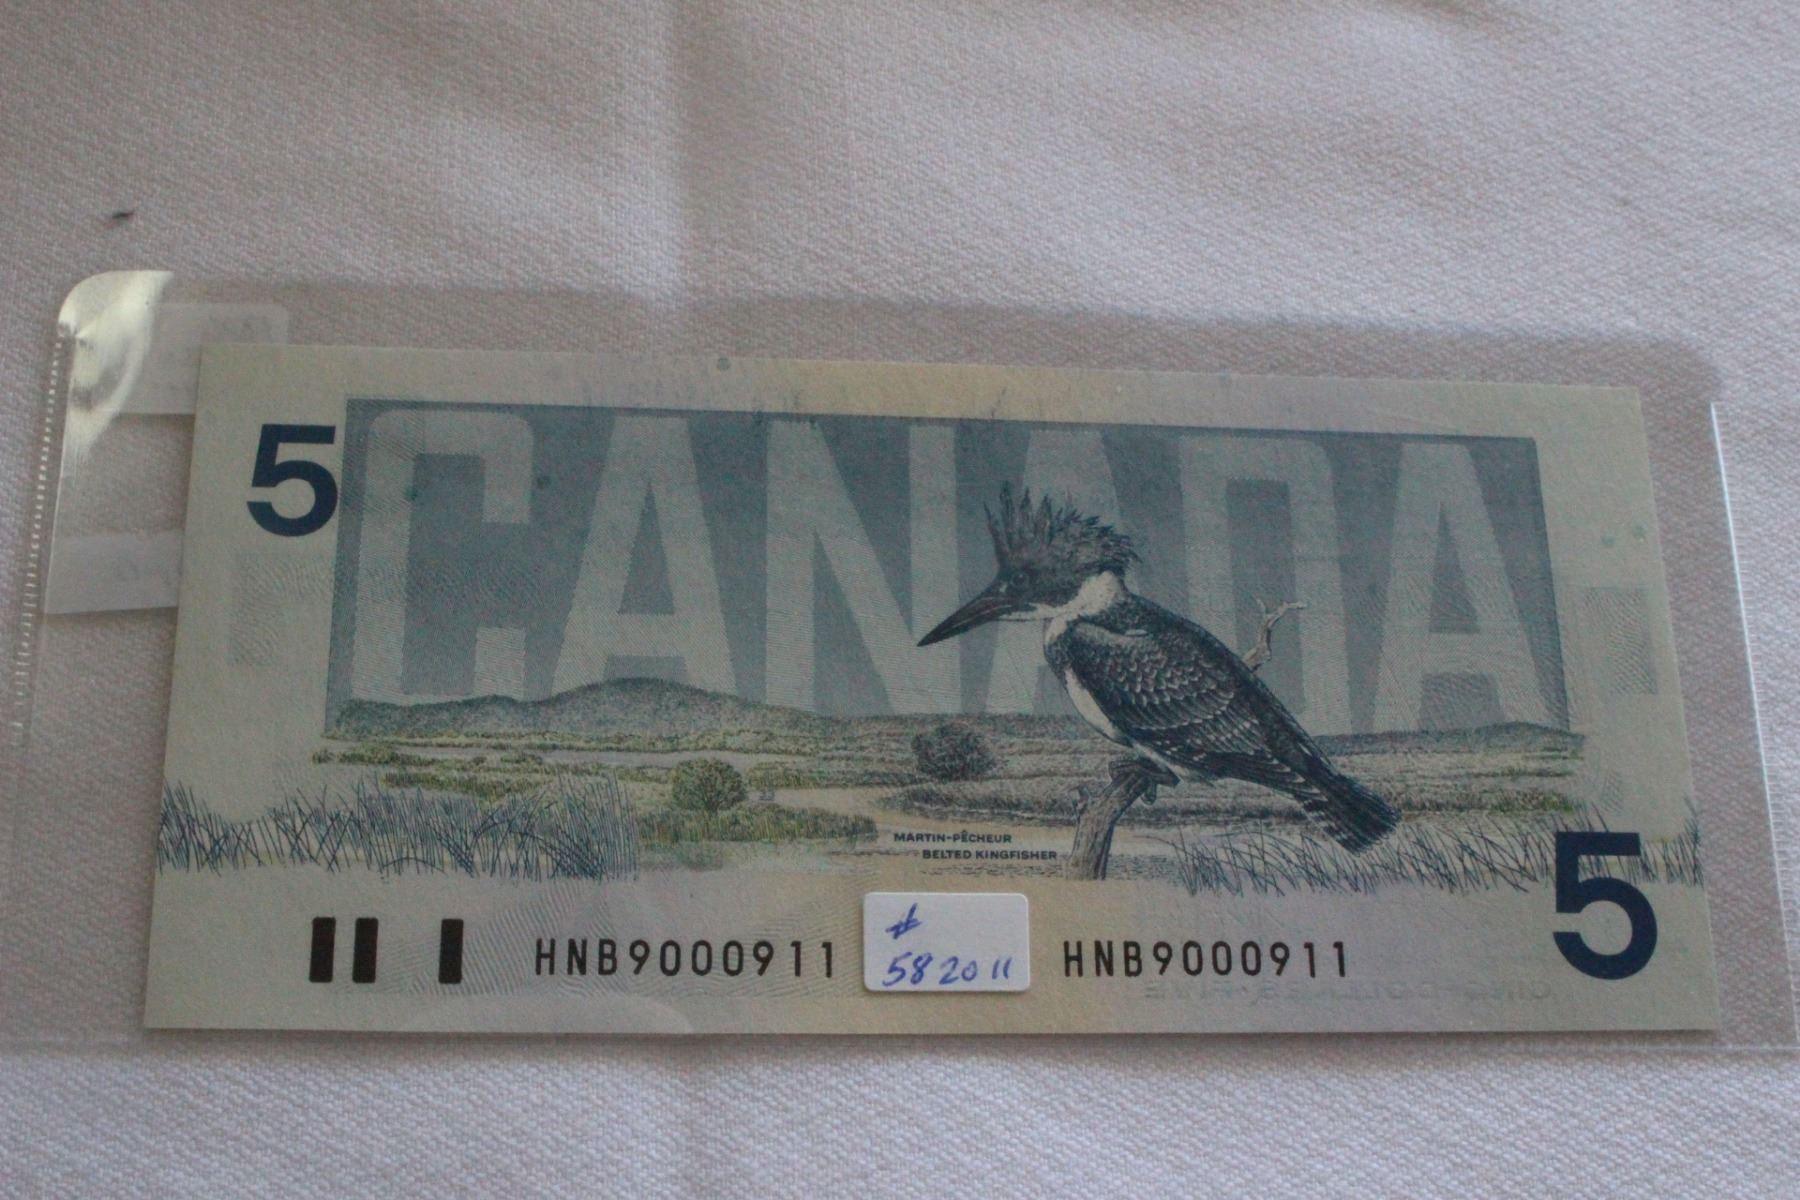 5
CANADA
MARTIN-PÊCHEUR
BELTED KINGFISHER
5
HNB9000911
#
582011
HNB9000911